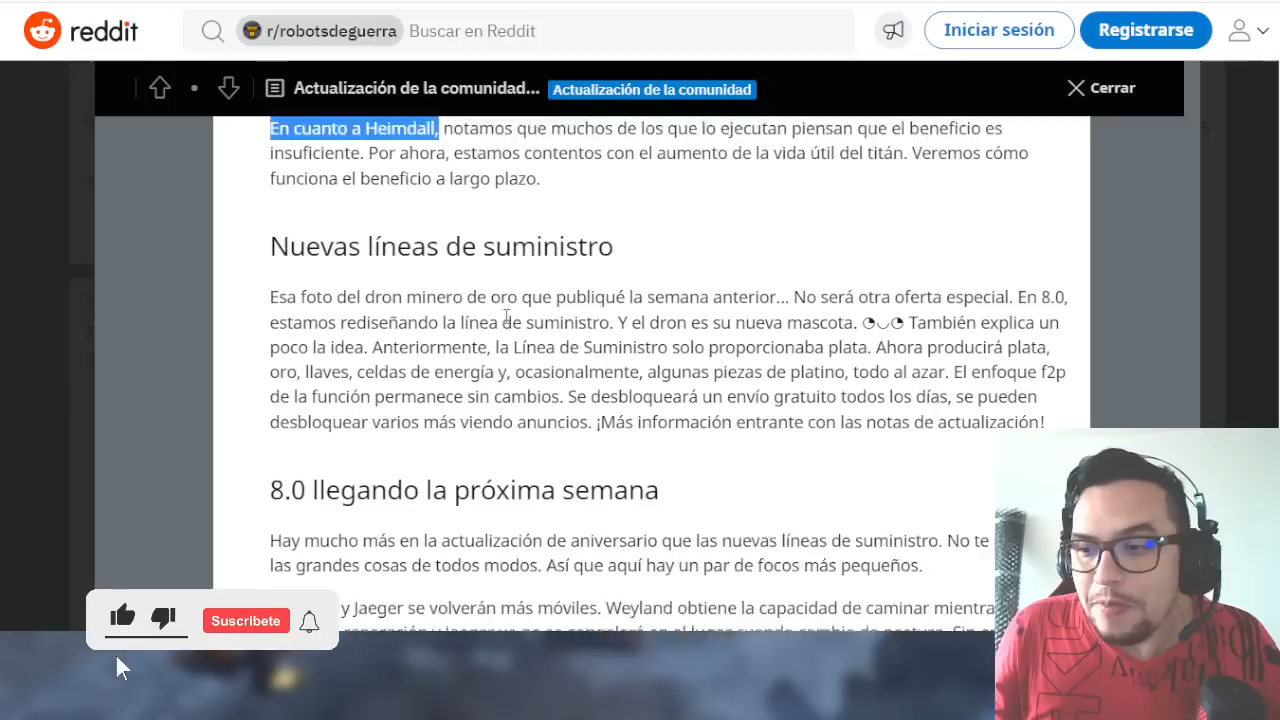 reddit
r/robotsdeguerra Buscar en Reddit
Iniciar sesión
Registrarse
Actualización de la comunidad...
Actualización de la comunidad
Cerrar
En cuanto a Heimdall, notamos que muchos de los que lo ejecutan piensan que el beneficio es
insuficiente. Por ahora, estamos contentos con el aumento de la vida útil del titán. Veremos cómo
funciona el beneficio a largo plazo.
Nuevas líneas de suministro
Esa foto del dron minero de oro que publiqué la semana anterior... No será otra oferta especial. En 8.0,
estamos rediseñando la línea de suministro. Y el dron es su nueva mascota. ◔◡◔ También explica un
poco la idea. Anteriormente, la Línea de Suministro solo proporcionaba plata. Ahora producirá plata,
oro, llaves, celdas de energía y, ocasionalmente, algunas piezas de platino, todo al azar. El enfoque f2p
de la función permanece sin cambios. Se desbloqueará un envío gratuito todos los días, se pueden
desbloquear varios más viendo anuncios. ¡Más información entrante con las notas de actualización!
8.0 llegando la próxima semana
Hay mucho más en la actualización de aniversario que las nuevas líneas de suministro. No te
las grandes cosas de todos modos. Así que aquí hay un par de focos más pequeños.
y Jaeger se volverán más móviles. Weyland obtiene la capacidad de caminar mientra
Suscribete